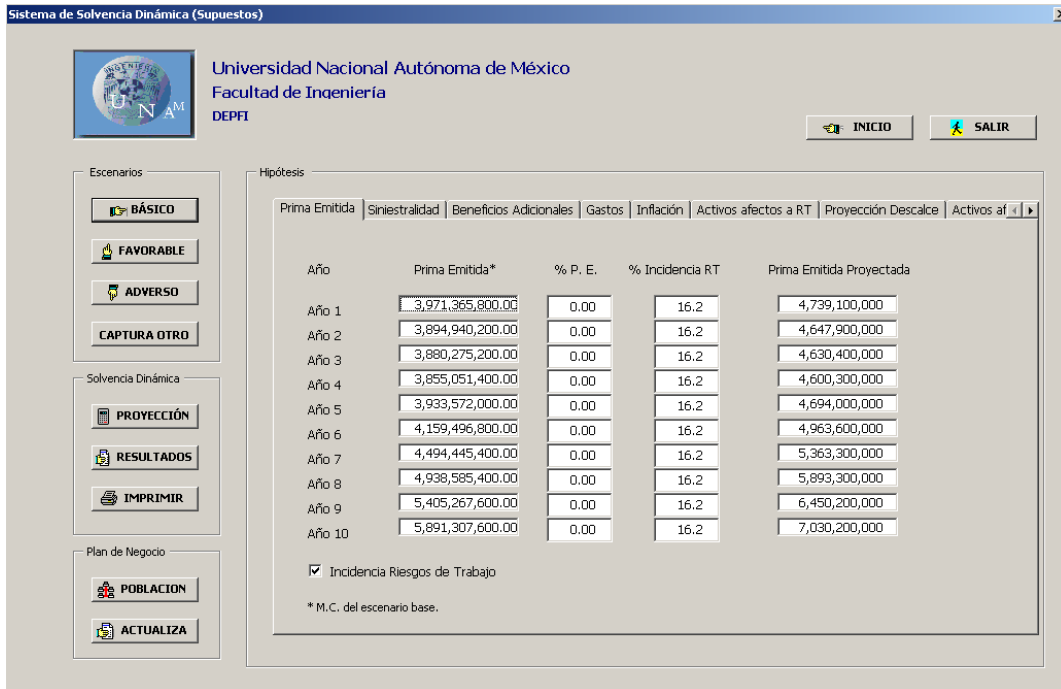 Sistema de Solvencia Dinámica (Supuestos)
Universidad Nacional Autónoma de México
Facultad de Ingeniería
DEPFI
INGENIERIA
U N A M
INICIO SALIR
Escenarios
BÁSICO
FAVORABLE
ADVERSO
CAPTURA OTRO
Solvencia Dinámica
PROYECCIÓN
RESULTADOS
IMPRIMIR
Plan de Negocio
POBLACION
ACTUALIZA
Hipótesis
Prima Emitida Siniestralidad Beneficios Adicionales Gastos Inflación Activos afectos a RT Proyección Descalce Activos af
Año Prima Emitida* % P. E. % Incidencia RT Prima Emitida Proyectada
Año 1 3,971,365,800.00 0.00 16.2 4,739,100,000
Año 2 3,894,940,200.00 0.00 16.2 4,647,900,000
Año 3 3,880,275,200.00 0.00 16.2 4,630,400,000
Año 4 3,855,051,400.00 0.00 16.2 4,600,300,000
Año 5 3,933,572,000.00 0.00 16.2 4,694,000,000
Año 6 4,159,496,800.00 0.00 16.2 4,963,600,000
Año 7 4,494,445,400.00 0.00 16.2 5,363,300,000
Año 8 4,938,585,400.00 0.00 16.2 5,893,300,000
Año 9 5,405,267,600.00 0.00 16.2 6,450,200,000
Año 10 5,891,307,600.00 0.00 16.2 7,030,200,000
Incidencia Riesgos de Trabajo
* M.C. del escenario base.